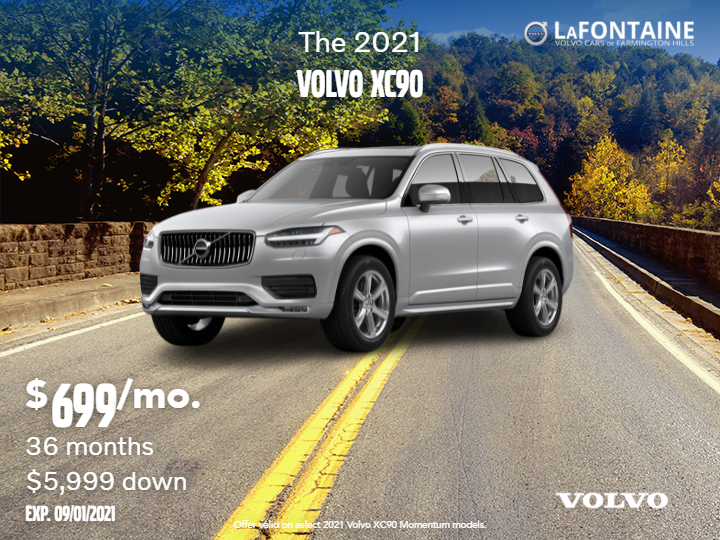 The 2021
VOLVO XC90
LAFONTAINE
VOLVO CARS OF FARMINGTON HILLS
$699/mo.
36 months
$5,999 down
EXP. 09/01/2021
VOLVO
Offer valid on select 2021 Volvo XC90 Momentum models.